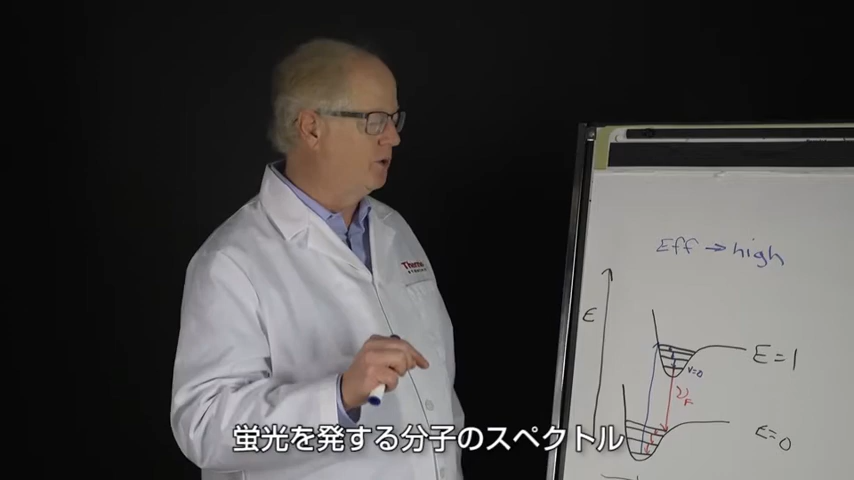 Thermo
Eff → high
E
E=1
v=0
νF
E=0
蛍光を発する分子のスペクトル